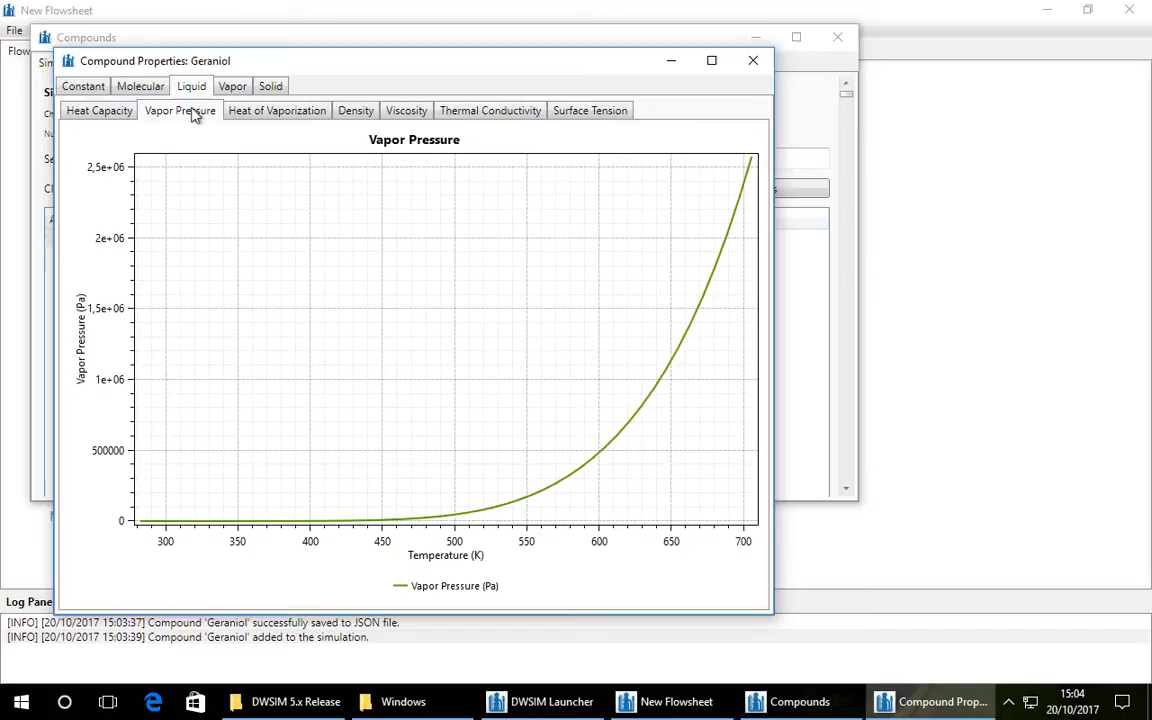 New Flowsheet
File
Compounds
Flow
Compound Properties: Geraniol
Constant Molecular Liquid Vapor Solid
Heat Capacity Vapor Pressure Heat of Vaporization Density Viscosity Thermal Conductivity Surface Tension
Vapor Pressure
2,5e+06
2e+06
1,5e+06
1e+06
500000
0
Vapor Pressure (Pa)
300 350 400 450 500 550 600 650 700
Temperature (K)
Vapor Pressure (Pa)
Log Pane
[INFO] [20/10/2017 15:03:37] Compound 'Geraniol' successfully saved to JSON file.
[INFO] [20/10/2017 15:03:39] Compound 'Geraniol' added to the simulation.
DWSIM 5.x Release Windows DWSIM Launcher New Flowsheet Compounds Compound Prop... 15:04
20/10/2017